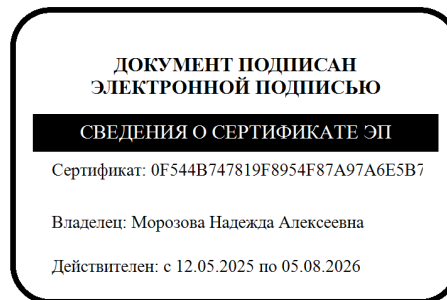 ДОКУМЕНТ ПОДПИСАН
ЭЛЕКТРОННОЙ ПОДПИСЬЮ
СВЕДЕНИЯ О СЕРТИФИКАТЕ ЭП
Сертификат: 0F544B747819F8954F87A97A6E5B7
Владелец: Морозова Надежда Алексеевна
Действителен: с 12.05.2025 по 05.08.2026